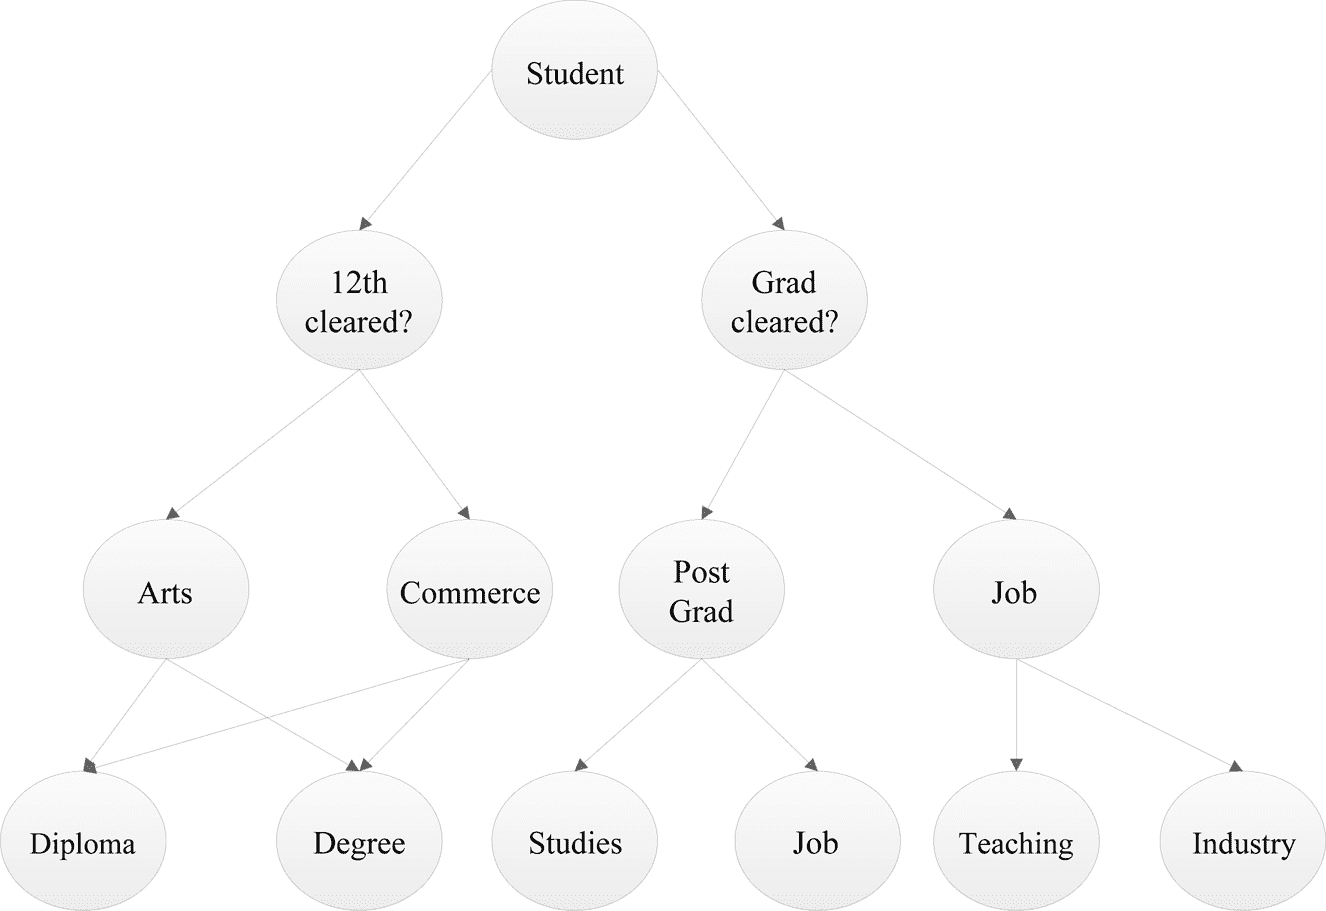 Student
12th
cleared?
Grad
cleared?
Arts
Commerce
Post
Grad
Job
Diploma
Degree
Studies
Job
Teaching
Industry